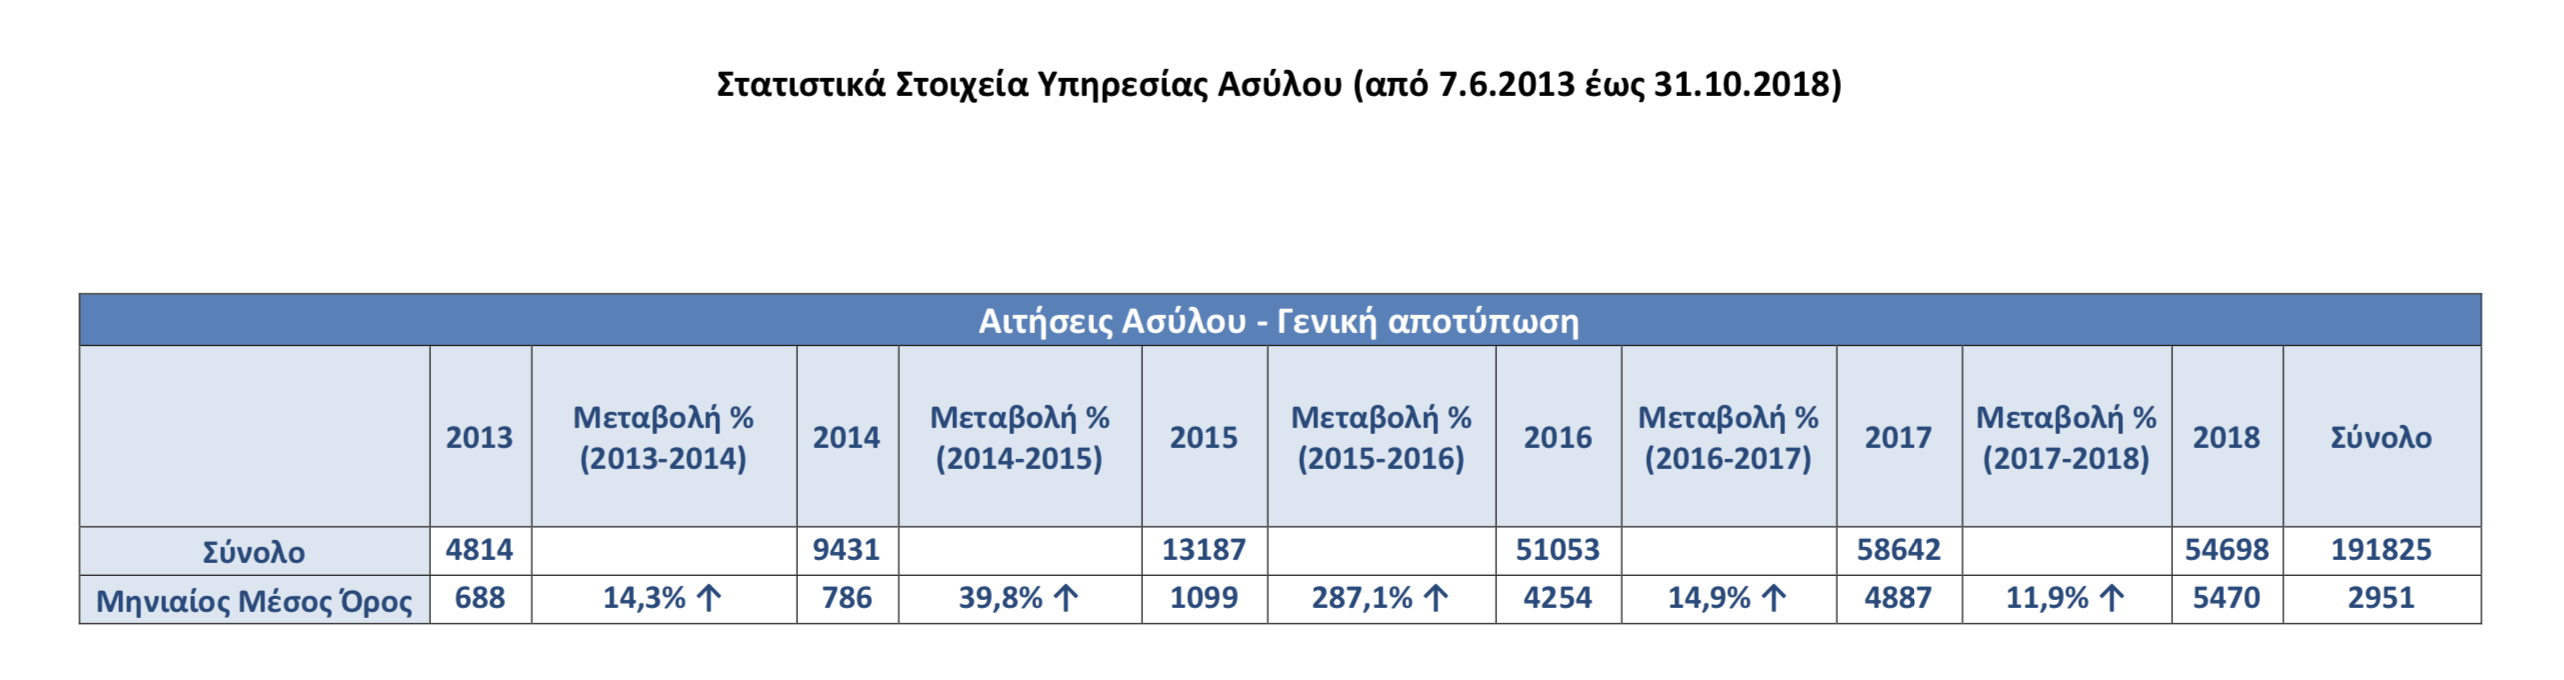 Στατιστικά Στοιχεία Υπηρεσίας Ασύλου (από 7.6.2013 έως 31.10.2018)
Αιτήσεις Ασύλου - Γενική αποτύπωση
2013 Μεταβολή % (2013-2014) 2014 Μεταβολή % (2014-2015) 2015 Μεταβολή % (2015-2016) 2016 Μεταβολή % (2016-2017) 2017 Μεταβολή % (2017-2018) 2018 Σύνολο
Σύνολο 4814 9431 13187 51053 58642 54698 191825
Μηνιαίος Μέσος Όρος 688 14,3% ↑ 786 39,8% ↑ 1099 287,1% ↑ 4254 14,9% ↑ 4887 11,9% ↑ 5470 2951